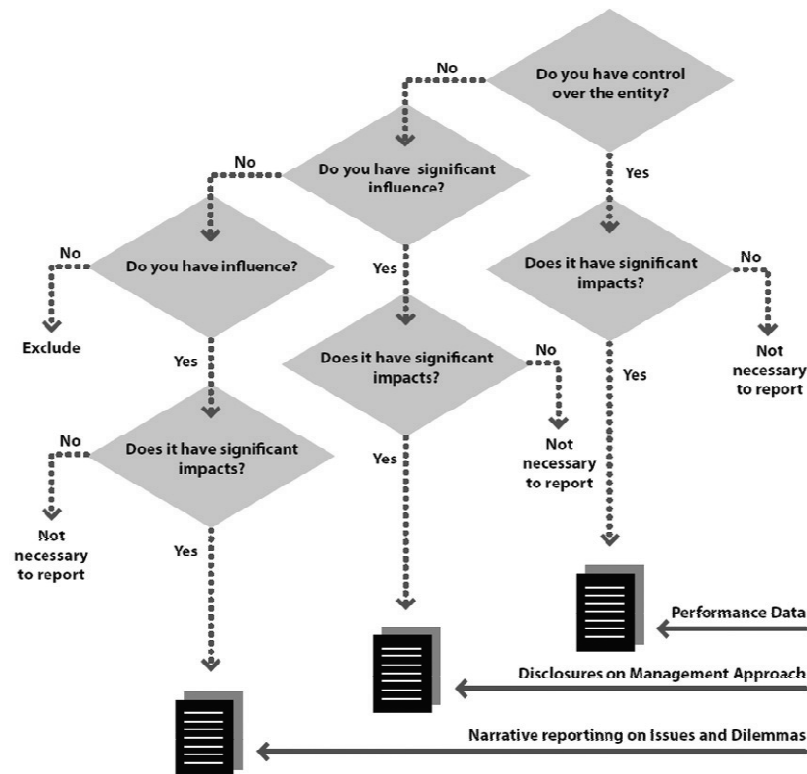 No
Do you have control
over the entity?
No
Do you have significant
influence?
Yes
No
Do you have influence?
Yes
Does it have significant
impacts?
No
Exclude
Yes
Does it have significant
impacts?
No
Yes
Not
necessary
to report
No
Does it have significant
impacts?
Yes
Not
necessary
to report
Not
necessary
to report
Yes
Performance Data
Disclosures on Management Approach
Narrative reportinng on Issues and Dilemmas